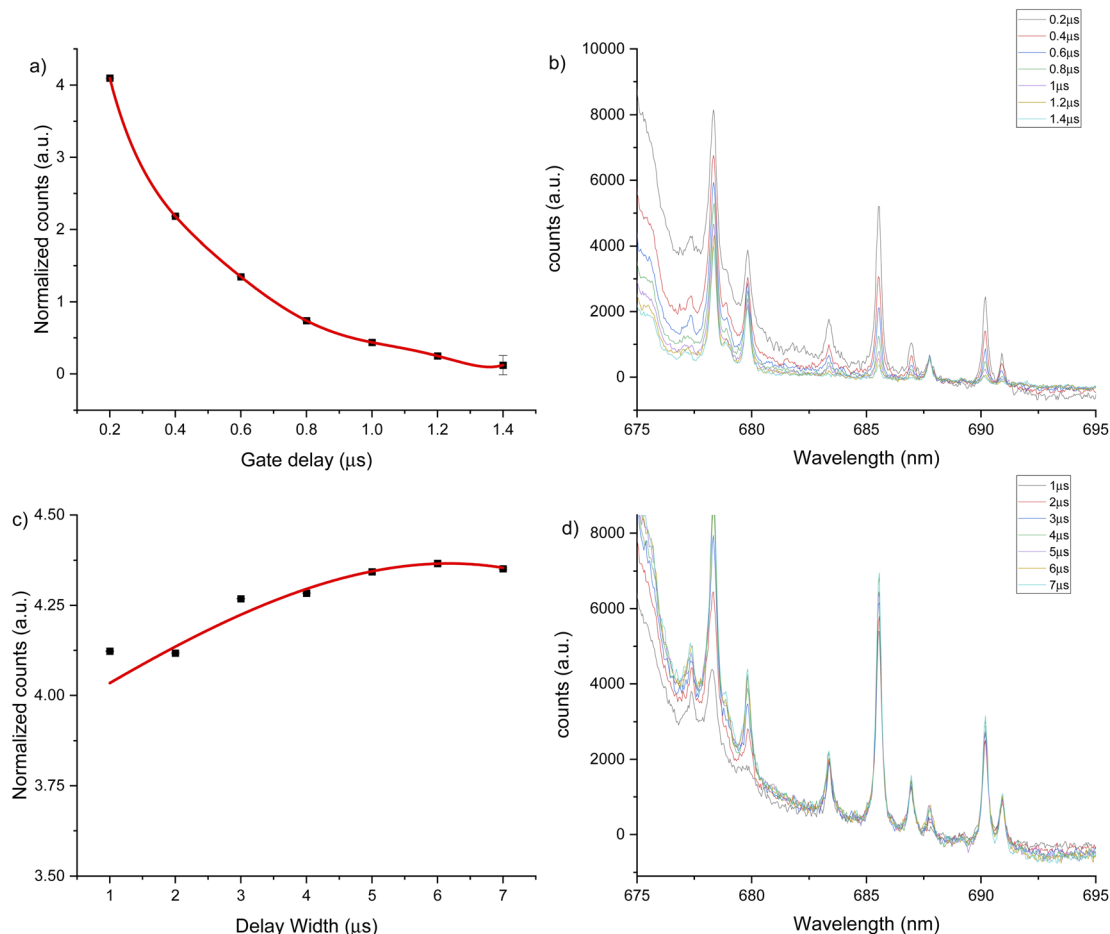 a)
Normalized counts (a.u.)
4
3
2
1
0
0.2 0.4 0.6 0.8 1.0 1.2 1.4
Gate delay (μs)
b)
0.2μs
0.4μs
0.6μs
0.8μs
1μs
1.2μs
1.4μs
counts (a.u.)
10000
8000
6000
4000
2000
0
675 680 685 690 695
Wavelength (nm)
c)
Normalized counts (a.u.)
4.50
4.25
4.00
3.75
3.50
1 2 3 4 5 6 7
Delay Width (μs)
d)
1μs
2μs
3μs
4μs
5μs
6μs
7μs
counts (a.u.)
8000
6000
4000
2000
0
675 680 685 690 695
Wavelength (nm)